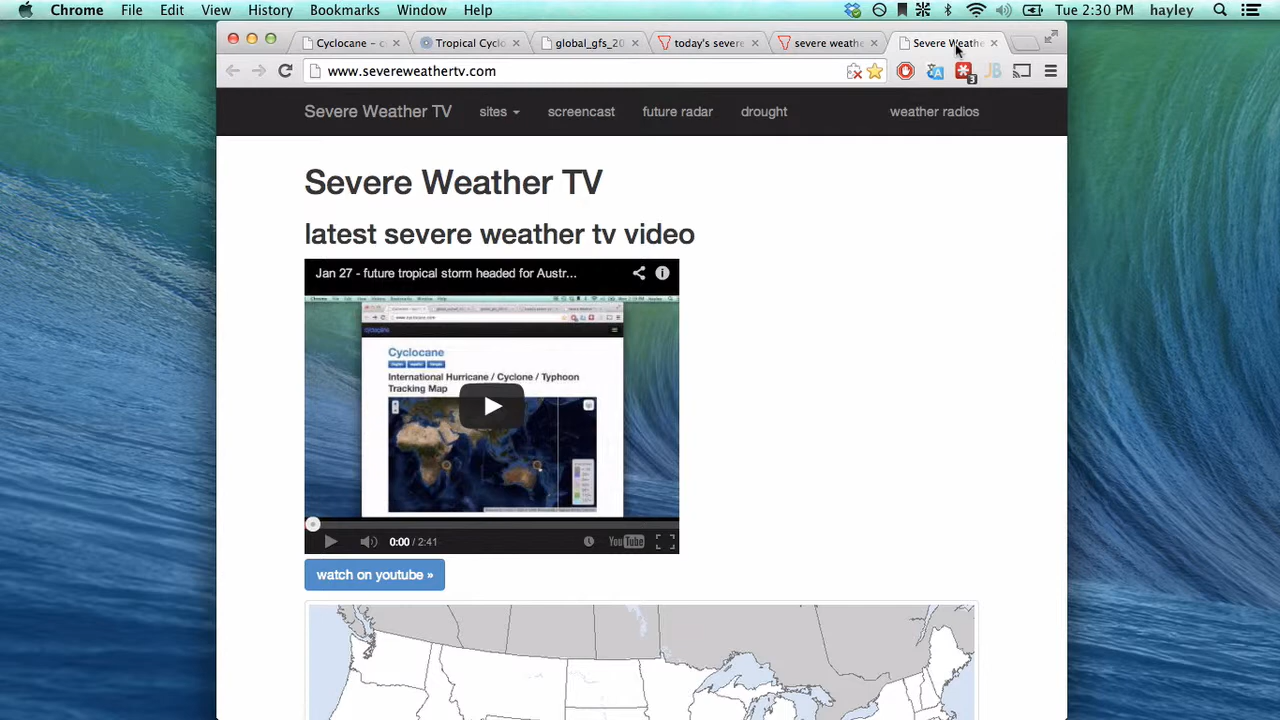 Chrome File Edit View History Bookmarks Window Help Tue 2:30 PM hayley
Cyclocane - c
Tropical Cyclo
global_gfs_20
today's severe
severe weathe
Severe Weathe
www.severeweathertv.com
JB
3
Severe Weather TV sites screencast future radar drought weather radios
Severe Weather TV
latest severe weather tv video
Jan 27 - future tropical storm headed for Austr...
Cyclocane
International Hurricane / Cyclone / Typhoon
Tracking Map
0:00 / 2:41
YouTube
watch on youtube »